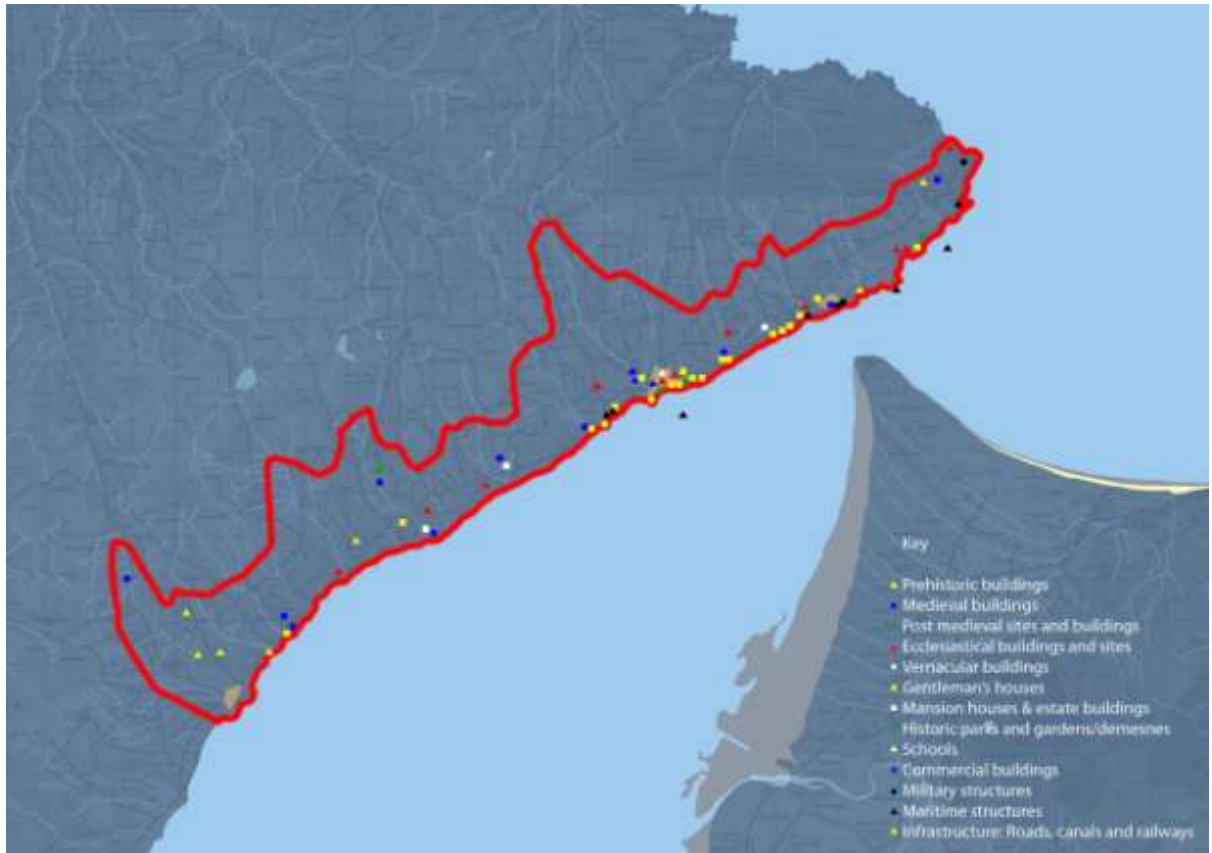 Key
Prehistoric buildings
Medieval buildings
Post medieval sites and buildings
Ecclesiastical buildings and sites
Vernacular buildings
Gentleman's houses
Mansion houses & estate buildings
Historic parks and gardens/demesnes
Schools
Commercial buildings
Military structures
Maritime structures
Infrastructure: Roads, canals and railways